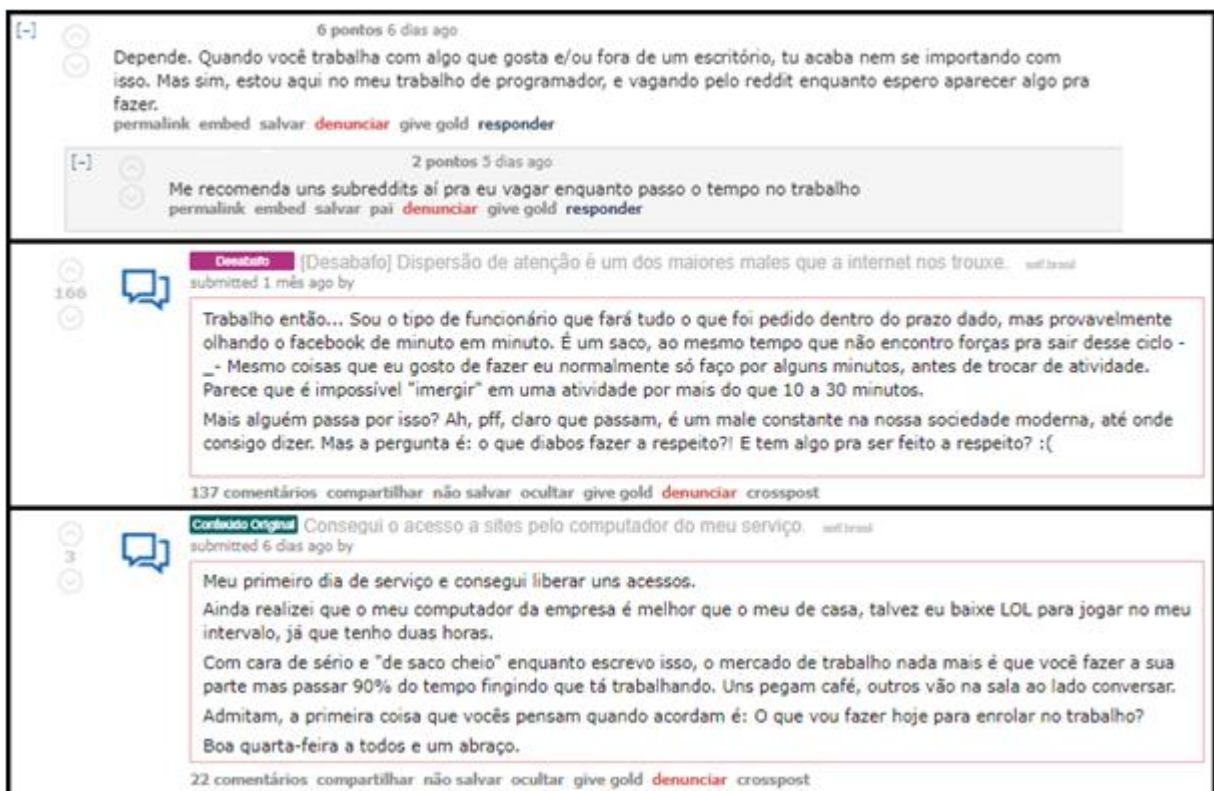 [-] 6 pontos 6 dias ago
Depende. Quando você trabalha com algo que gosta e/ou fora de um escritório, tu acaba nem se importando com
isso. Mas sim, estou aqui no meu trabalho de programador, e vagando pelo reddit enquanto espero aparecer algo pra
fazer.
permalink embed salvar denunciar give gold responder
[-] 2 pontos 5 dias ago
Me recomenda uns subreddits aí pra eu vagar enquanto passo o tempo no trabalho
permalink embed salvar pai denunciar give gold responder
Desabafo [Desabafo] Dispersão de atenção é um dos maiores males que a internet nos trouxe. self.brasil
166 submitted 1 mês ago by
Trabalho então... Sou o tipo de funcionário que fará tudo o que foi pedido dentro do prazo dado, mas provavelmente
olhando o facebook de minuto em minuto. É um saco, ao mesmo tempo que não encontro forças pra sair desse ciclo -
_- Mesmo coisas que eu gosto de fazer eu normalmente só faço por alguns minutos, antes de trocar de atividade.
Parece que é impossível "imergir" em uma atividade por mais do que 10 a 30 minutos.
Mais alguém passa por isso? Ah, pff, claro que passam, é um male constante na nossa sociedade moderna, até onde
consigo dizer. Mas a pergunta é: o que diabos fazer a respeito?! E tem algo pra ser feito a respeito? :(
137 comentários compartilhar não salvar ocultar give gold denunciar crosspost
Conteúdo Original Consegui o acesso a sites pelo computador do meu serviço. self.brasil
3 submitted 6 dias ago by
Meu primeiro dia de serviço e consegui liberar uns acessos.
Ainda realizei que o meu computador da empresa é melhor que o meu de casa, talvez eu baixe LOL para jogar no meu
intervalo, já que tenho duas horas.
Com cara de sério e "de saco cheio" enquanto escrevo isso, o mercado de trabalho nada mais é que você fazer a sua
parte mas passar 90% do tempo fingindo que tá trabalhando. Uns pegam café, outros vão na sala ao lado conversar.
Admitam, a primeira coisa que vocês pensam quando acordam é: O que vou fazer hoje para enrolar no trabalho?
Boa quarta-feira a todos e um abraço.
22 comentários compartilhar não salvar ocultar give gold denunciar crosspost